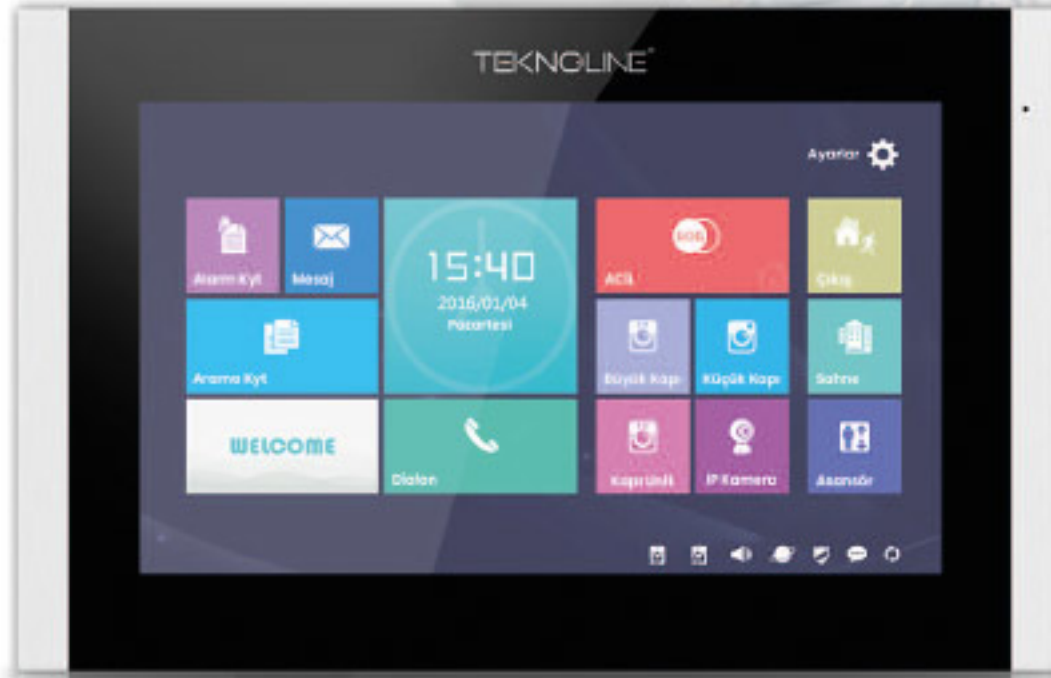 TEKNOLINE
Ayarlar
Alarm Kyt
Mesaj
15:40
2016/01/04
Pazartesi
ACİL
Çıkış
Arama Kyt
Büyük Kapı
Küçük Kapı
Sahne
WELCOME
Diafon
Kapı Ünit
IP Kamera
Asansör